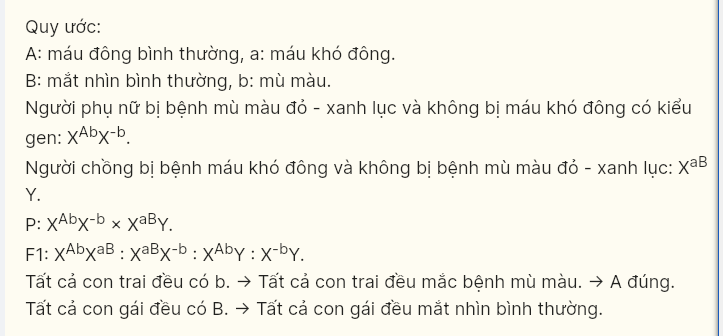 Quy ước:
A: máu đông bình thường, a: máu khó đông.
B: mắt nhìn bình thường, b: mù màu.
Người phụ nữ bị bệnh mù màu đỏ - xanh lục và không bị máu khó đông có kiểu
gen: X^Ab X^-b.
Người chồng bị bệnh máu khó đông và không bị bệnh mù màu đỏ - xanh lục: X^aB
Y.
P: X^Ab X^-b × X^aB Y.
F1: X^Ab X^aB : X^aB X^-b : X^Ab Y : X^-b Y.
Tất cả con trai đều có b. → Tất cả con trai đều mắc bệnh mù màu. → A đúng.
Tất cả con gái đều có B. → Tất cả con gái đều mắt nhìn bình thường.